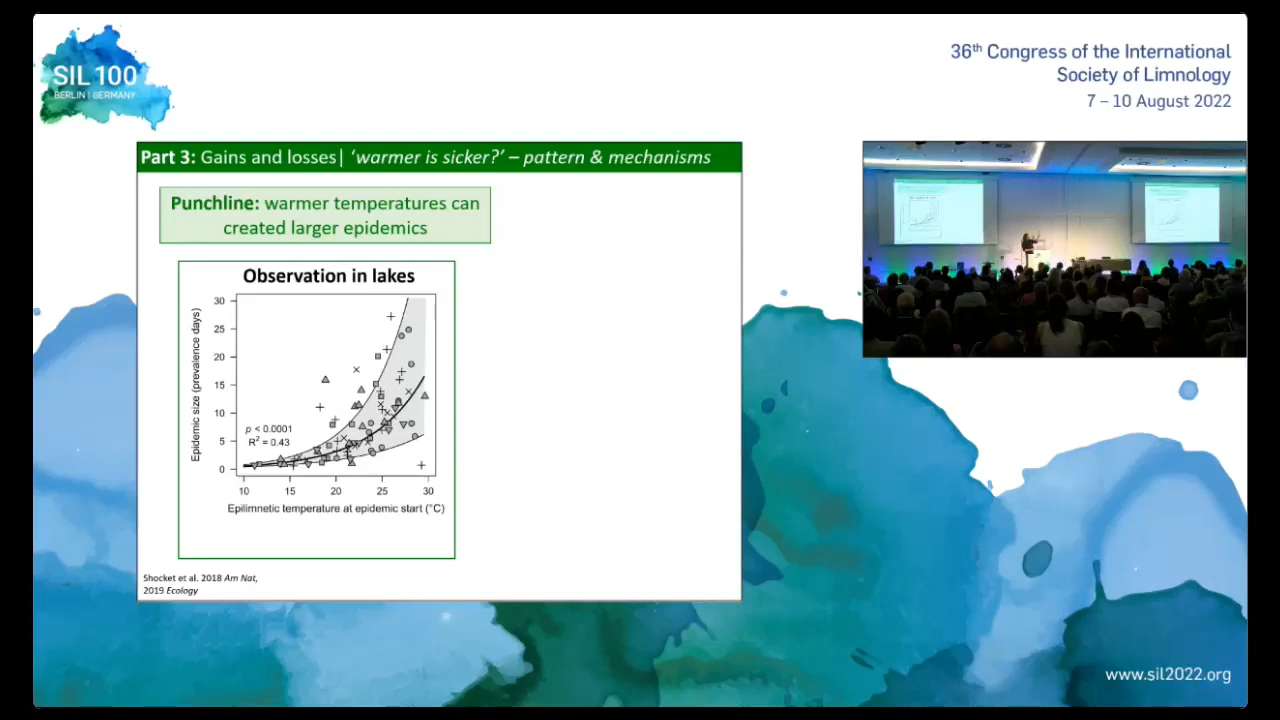 SIL 100
BERLIN | GERMANY
36th Congress of the International
Society of Limnology
7 – 10 August 2022
Part 3: Gains and losses| ‘warmer is sicker?’ – pattern & mechanisms
Punchline: warmer temperatures can
created larger epidemics
Observation in lakes
Epidemic size (prevalence days)
30
25
20
15
10
5
0
p < 0.0001
R² = 0.43
10 15 20 25 30
Epilimnetic temperature at epidemic start (°C)
Shocket et al. 2018 Am Nat,
2019 Ecology
www.sil2022.org